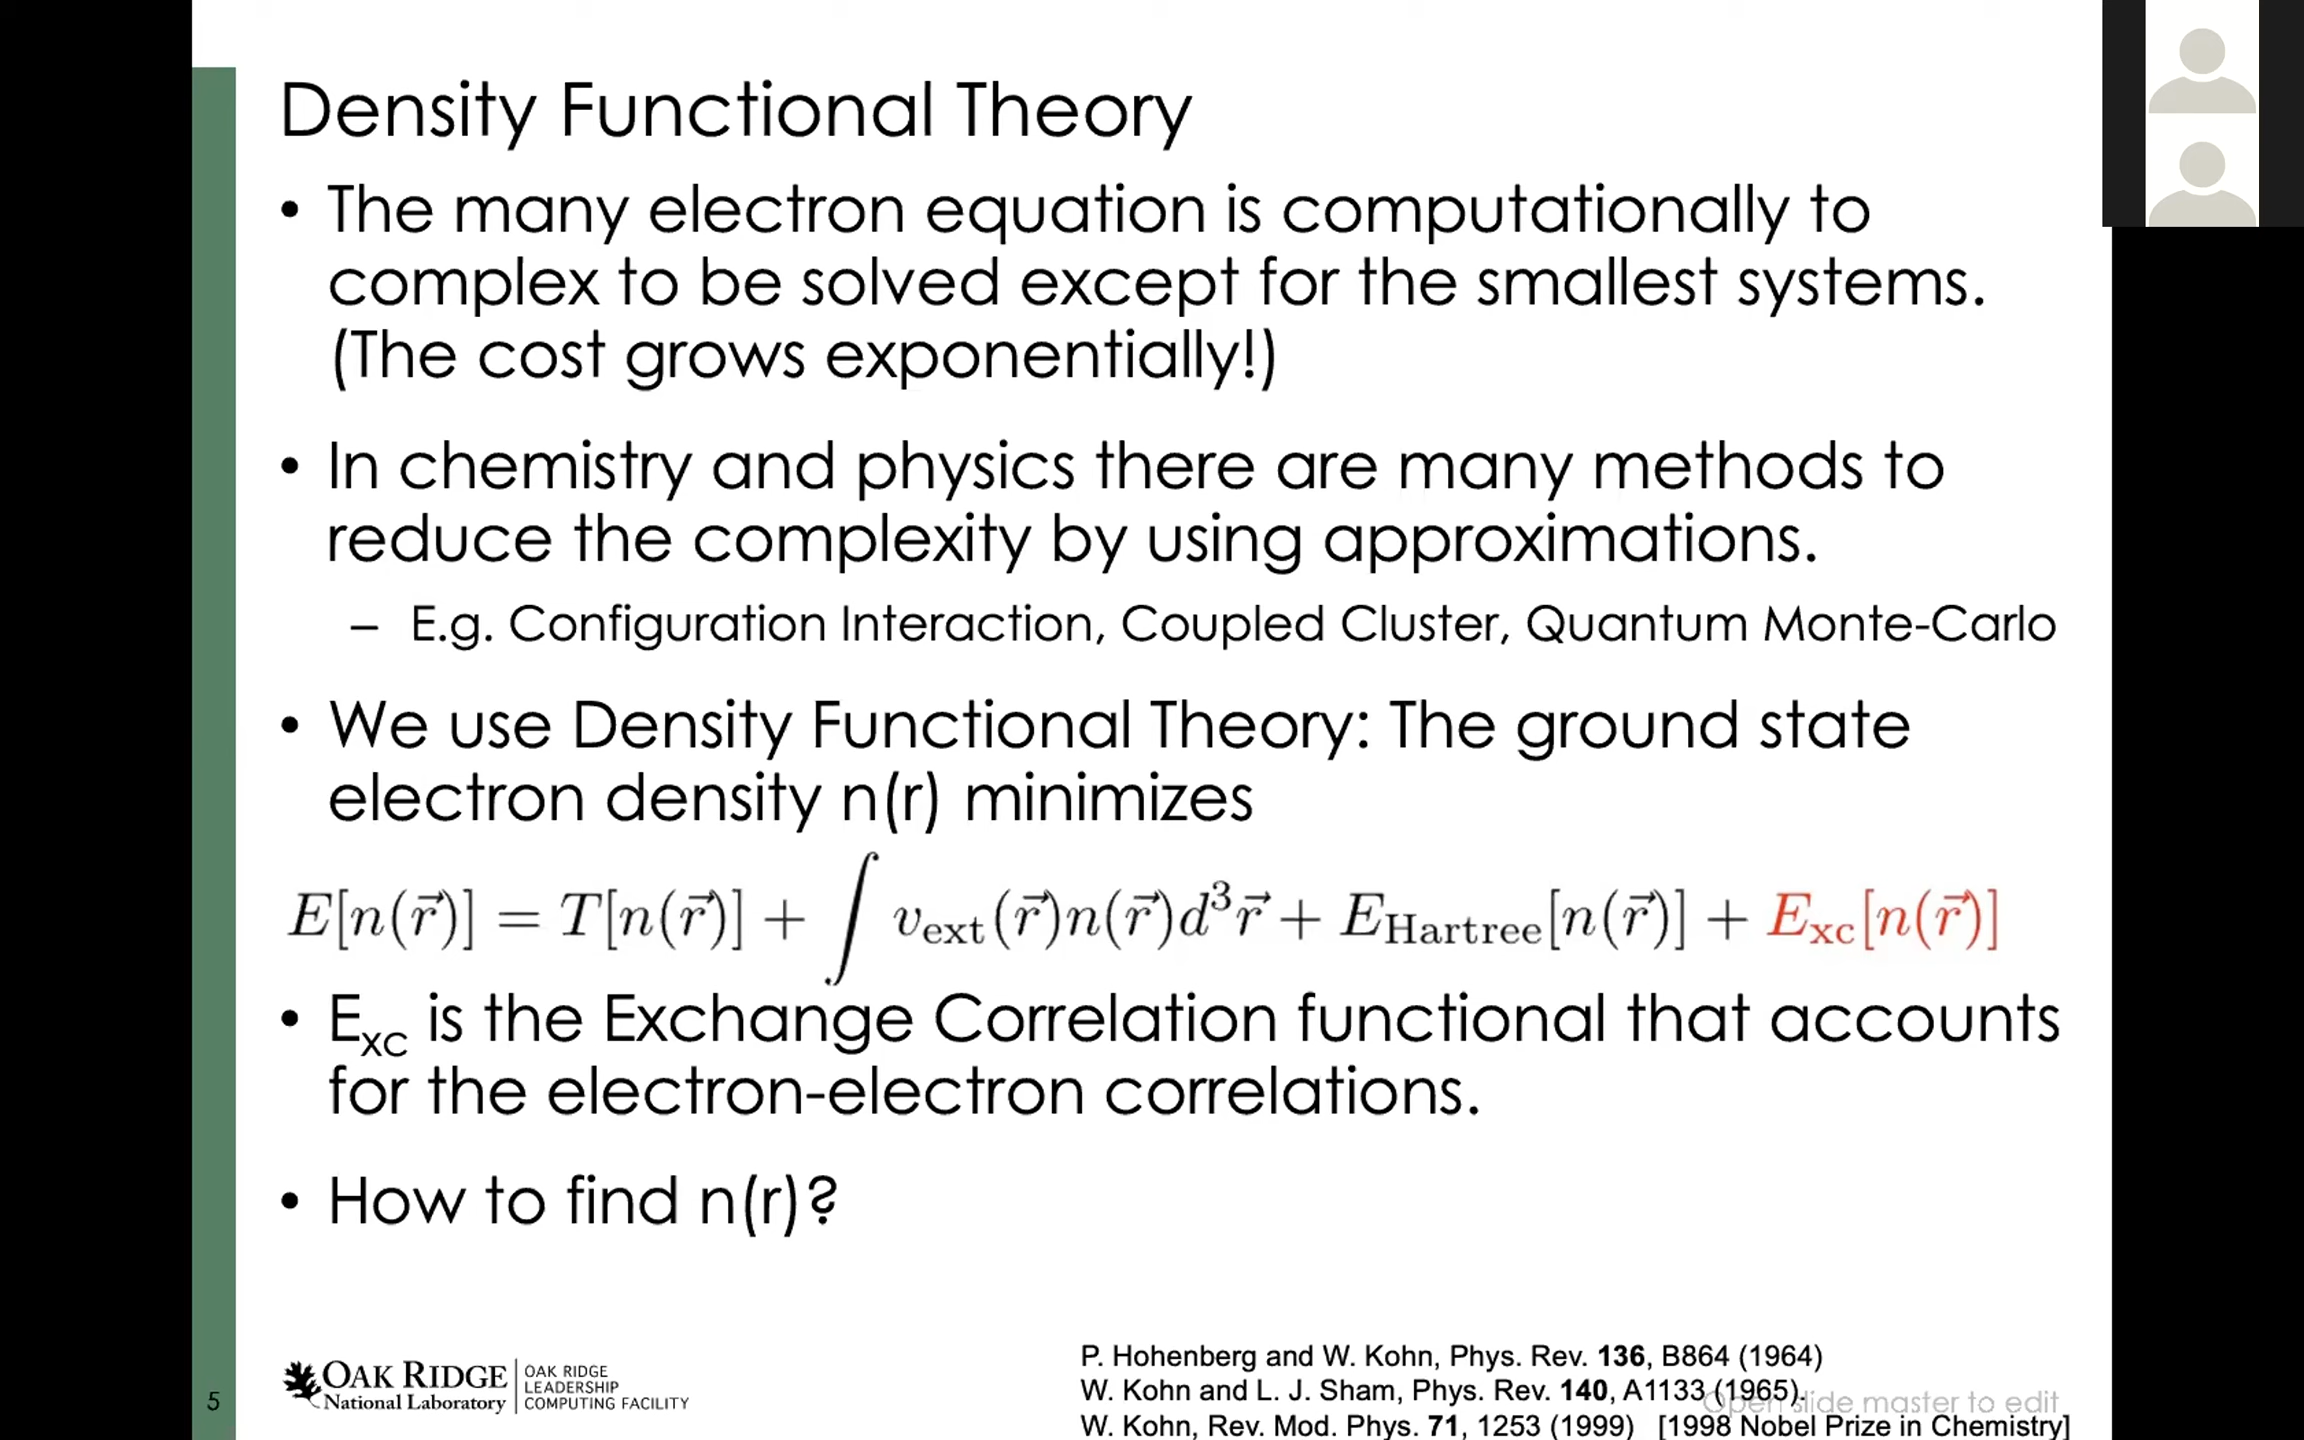 Density Functional Theory
• The many electron equation is computationally to
complex to be solved except for the smallest systems.
(The cost grows exponentially!)
• In chemistry and physics there are many methods to
reduce the complexity by using approximations.
– E.g. Configuration Interaction, Coupled Cluster, Quantum Monte-Carlo
• We use Density Functional Theory: The ground state
electron density n(r) minimizes
E[n(r⃗)] = T[n(r⃗)] + ∫ v_ext(r⃗)n(r⃗)d³r⃗ + E_Hartree[n(r⃗)] + E_xc[n(r⃗)]
• E_xc is the Exchange Correlation functional that accounts
for the electron-electron correlations.
• How to find n(r)?
5
OAK RIDGE
National Laboratory
OAK RIDGE
LEADERSHIP
COMPUTING FACILITY
P. Hohenberg and W. Kohn, Phys. Rev. 136, B864 (1964)
W. Kohn and L. J. Sham, Phys. Rev. 140, A1133 (1965).
Open slide master to edit
W. Kohn, Rev. Mod. Phys. 71, 1253 (1999) [1998 Nobel Prize in Chemistry]